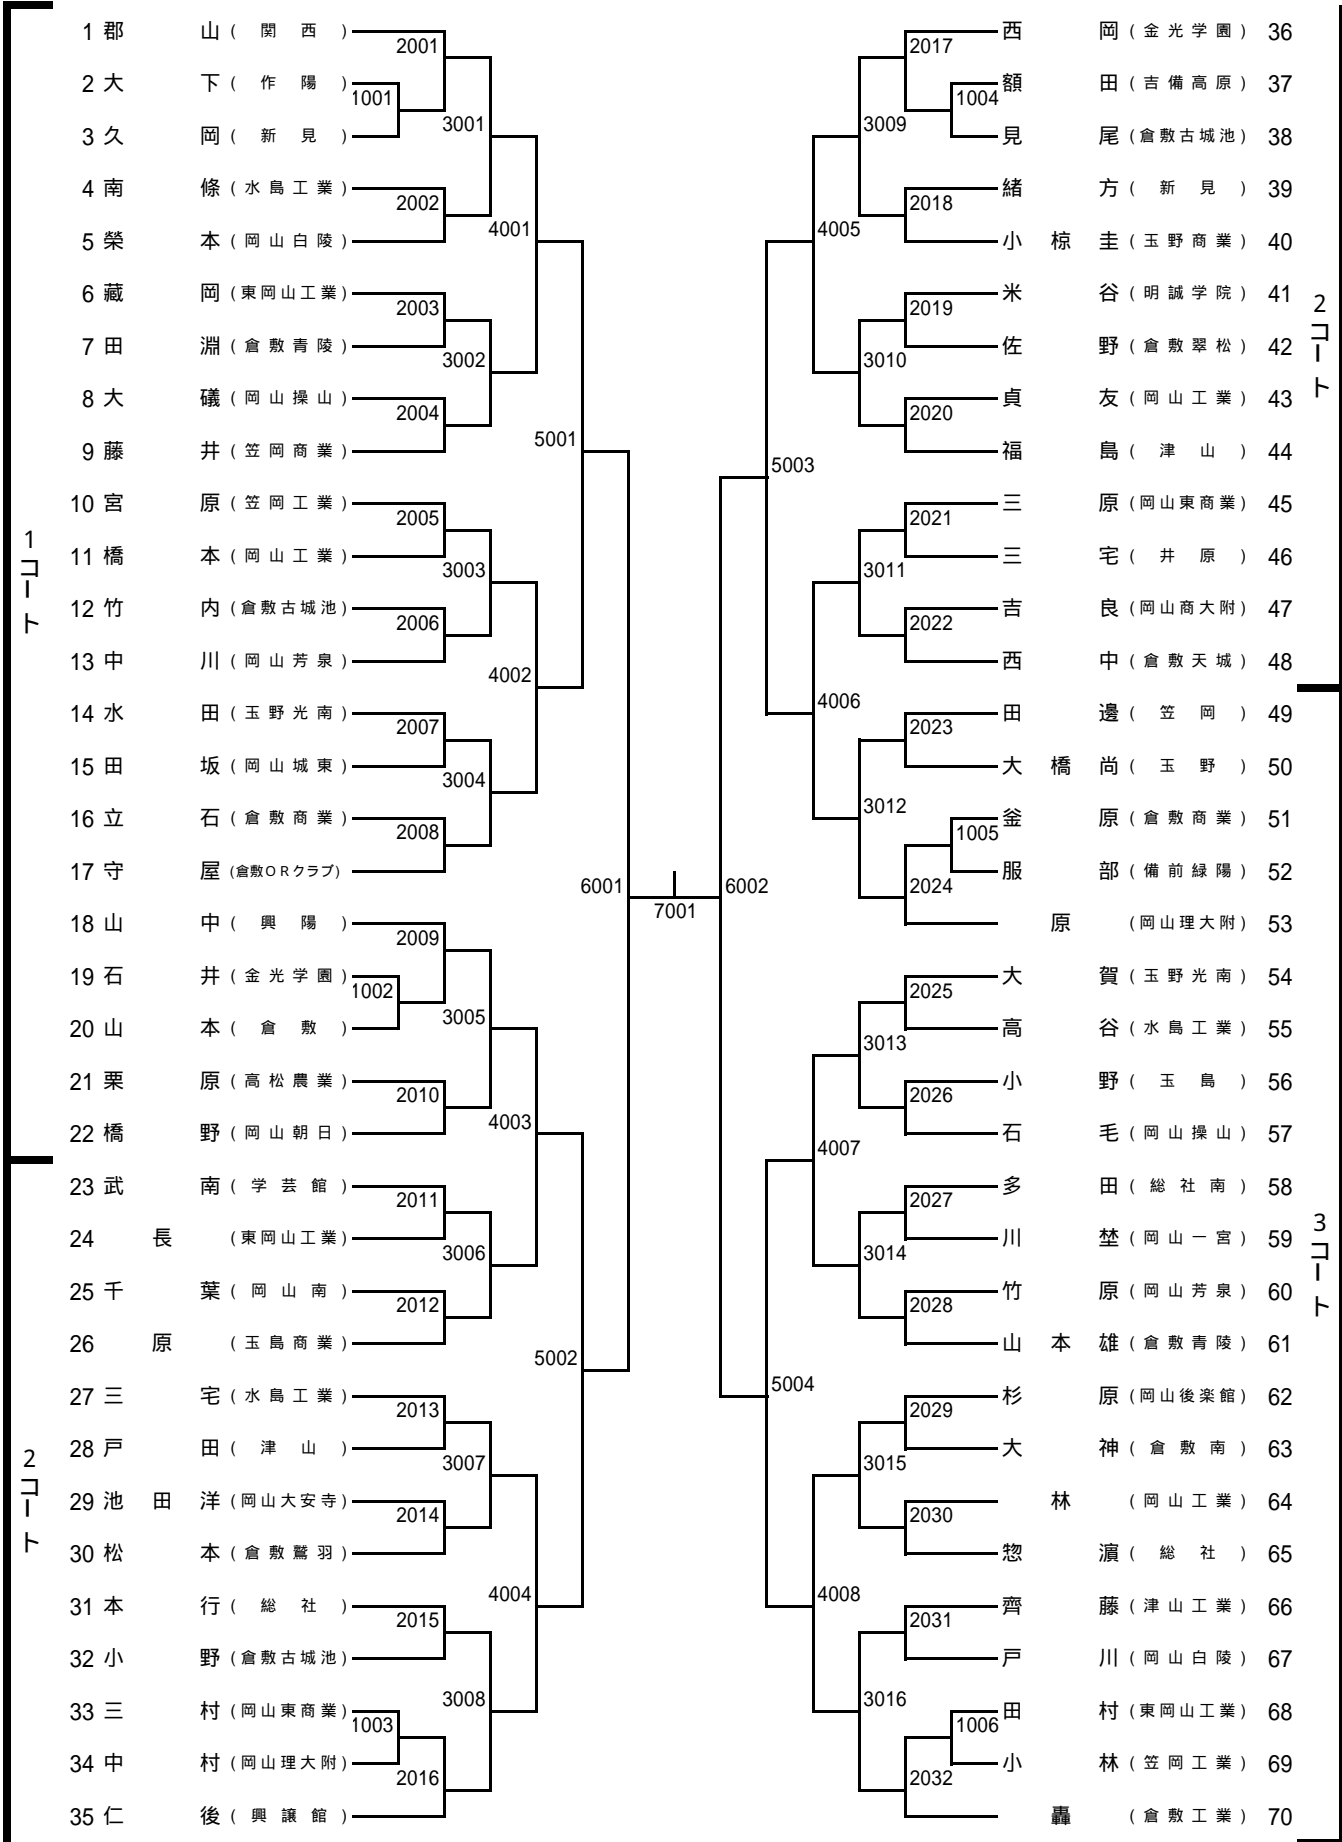 1 郡山 (関西)
2 大下 (作陽)
3 久岡 (新見)
4 南條 (水島工業)
5 榮本 (岡山白陵)
6 藏岡 (東岡山工業)
7 田淵 (倉敷青陵)
8 大礒 (岡山操山)
9 藤井 (笠岡商業)
10 宮原 (笠岡工業)
11 橋本 (岡山工業)
12 竹内 (倉敷古城池)
13 中川 (岡山芳泉)
14 水田 (玉野光南)
15 田坂 (岡山城東)
16 立石 (倉敷商業)
17 守屋 (倉敷ORクラブ)
18 山中 (興陽)
19 石井 (金光学園)
20 山本 (倉敷)
21 栗原 (高松農業)
22 橋野 (岡山朝日)
23 武南 (学芸館)
24 長 (東岡山工業)
25 千葉 (岡山南)
26 原 (玉島商業)
27 三宅 (水島工業)
28 戸田 (津山)
29 池田洋 (岡山大安寺)
30 松本 (倉敷鷲羽)
31 本行 (総社)
32 小野 (倉敷古城池)
33 三村 (岡山東商業)
34 中村 (岡山理大附)
35 仁後 (興譲館)
1コート
2コート
1001
1002
1003
2001
2002
2003
2004
2005
2006
2007
2008
2009
2010
2011
2012
2013
2014
2015
2016
3001
3002
3003
3004
3005
3006
3007
3008
4001
4002
4003
4004
5001
5002
6001
7001
6002
5003
5004
4005
4006
4007
4008
3009
3010
3011
3012
3013
3014
3015
3016
2017
2018
2019
2020
2021
2022
2023
2024
2025
2026
2027
2028
2029
2030
2031
2032
1004
1005
1006
西岡 (金光学園) 36
額田 (吉備高原) 37
見尾 (倉敷古城池) 38
緒方 (新見) 39
小椋圭 (玉野商業) 40
米谷 (明誠学院) 41
佐野 (倉敷翠松) 42
貞友 (岡山工業) 43
福島 (津山) 44
三原 (岡山東商業) 45
三宅 (井原) 46
吉良 (岡山商大附) 47
西中 (倉敷天城) 48
田邊 (笠岡) 49
大橋尚 (玉野) 50
釜原 (倉敷商業) 51
服部 (備前緑陽) 52
原 (岡山理大附) 53
大賀 (玉野光南) 54
高谷 (水島工業) 55
小野 (玉島) 56
石毛 (岡山操山) 57
多田 (総社南) 58
川埜 (岡山一宮) 59
竹原 (岡山芳泉) 60
山本雄 (倉敷青陵) 61
杉原 (岡山後楽館) 62
大神 (倉敷南) 63
林 (岡山工業) 64
惣濵 (総社) 65
齊藤 (津山工業) 66
戸川 (岡山白陵) 67
田村 (東岡山工業) 68
小林 (笠岡工業) 69
轟 (倉敷工業) 70
2コート
3コート